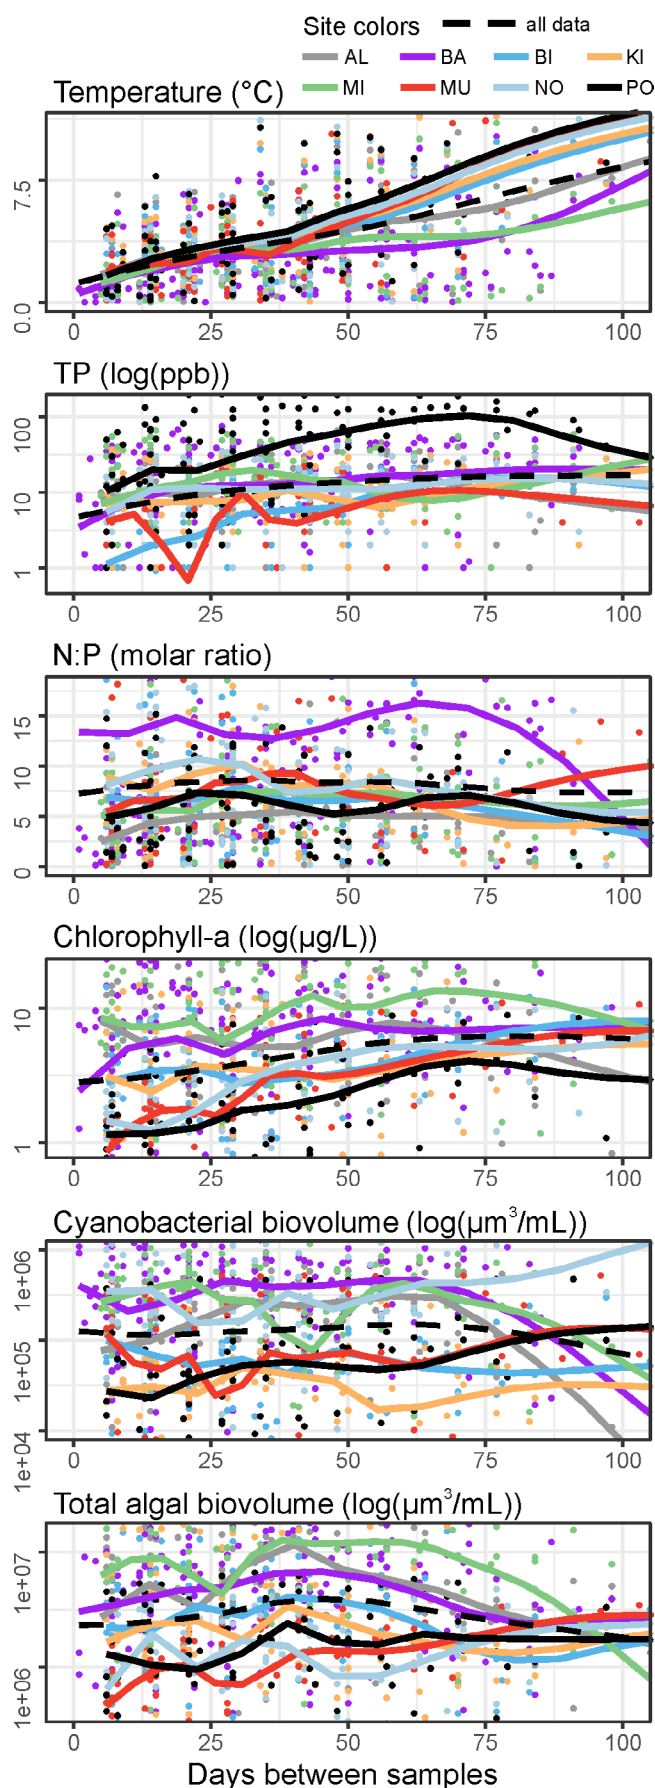 Site colors all data
AL BA BI KI
MI MU NO PO
Temperature (°C)
7.5
0.0
0 25 50 75 100
TP (log(ppb))
100
10
1
0 25 50 75 100
N:P (molar ratio)
15
10
5
0
0 25 50 75 100
Chlorophyll-a (log(µg/L))
10
1
0 25 50 75 100
Cyanobacterial biovolume (log(µm³/mL))
1e+06
1e+05
1e+04
0 25 50 75 100
Total algal biovolume (log(µm³/mL))
1e+07
1e+06
0 25 50 75 100
Days between samples